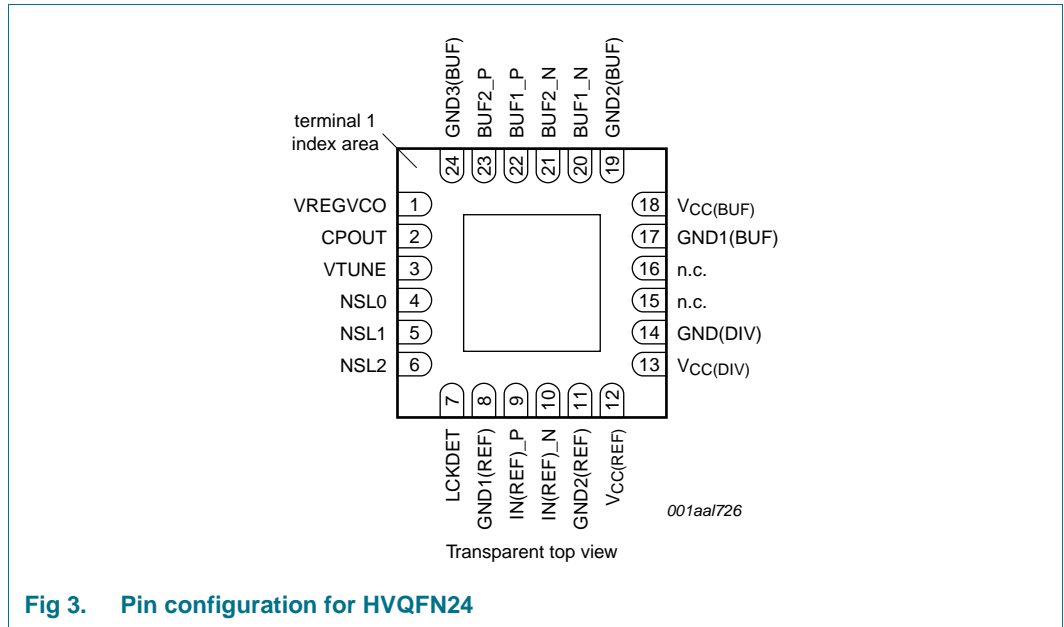 GND3(BUF)
BUF2_P
BUF1_P
BUF2_N
BUF1_N
GND2(BUF)
terminal 1
index area
24
23
22
21
20
19
VREGVCO 1
CPOUT 2
VTUNE 3
NSL0 4
NSL1 5
NSL2 6
18 VCC(BUF)
17 GND1(BUF)
16 n.c.
15 n.c.
14 GND(DIV)
13 VCC(DIV)
7
8
9
10
11
12
LCKDET
GND1(REF)
IN(REF)_P
IN(REF)_N
GND2(REF)
VCC(REF)
001aal726
Transparent top view
Fig 3. Pin configuration for HVQFN24